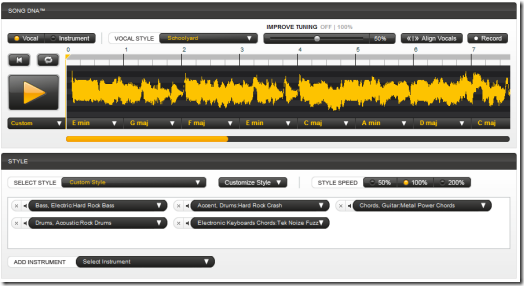 SONG DNA™
IMPROVE TUNING OFF | 100%
Vocal Instrument VOCAL STYLE Schoolyard 50% Align Vocals Record
0 1 2 3 4 5 6 7
Custom E min G maj F maj E min C maj A min D maj C maj
STYLE
SELECT STYLE Custom Style Customize Style STYLE SPEED 50% 100% 200%
Bass, Electric:Hard Rock Bass Accent, Drums:Hard Rock Crash Chords, Guitar:Metal Power Chords
Drums, Acoustic:Rock Drums Electronic Keyboards Chords:Tek Noize Fuzz
ADD INSTRUMENT Select Instrument